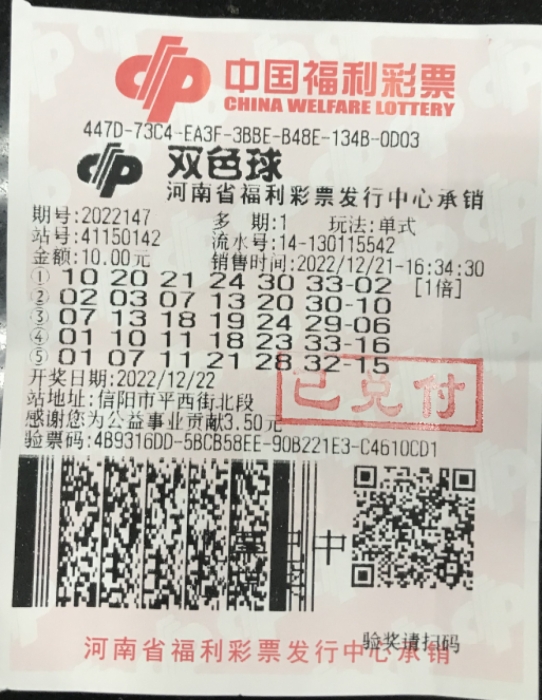 中国福利彩票
CHINA WELFARE LOTTERY
447D-73C4-EA3F-3BBE-B48E-134B-0D03
双色球
河南省福利彩票发行中心承销
期号:2022147 多 期:1 玩法:单式
站号:41150142 流水号:14-130115542
金额:10.00元 销售时间:2022/12/21-16:34:30
① 10 20 21 24 30 33-02 [1倍]
② 02 03 07 13 20 30-10
③ 07 13 18 19 24 29-06
④ 01 10 11 18 23 33-16
⑤ 01 07 11 21 28 32-15
已兑付
开奖日期:2022/12/22
站地址:信阳市平西街北段
感谢您为公益事业贡献3.50元
验票码:4B9316DD-5BCB58EE-90B221E3-C4610CD1
中
验奖请扫码
河南省福利彩票发行中心承销